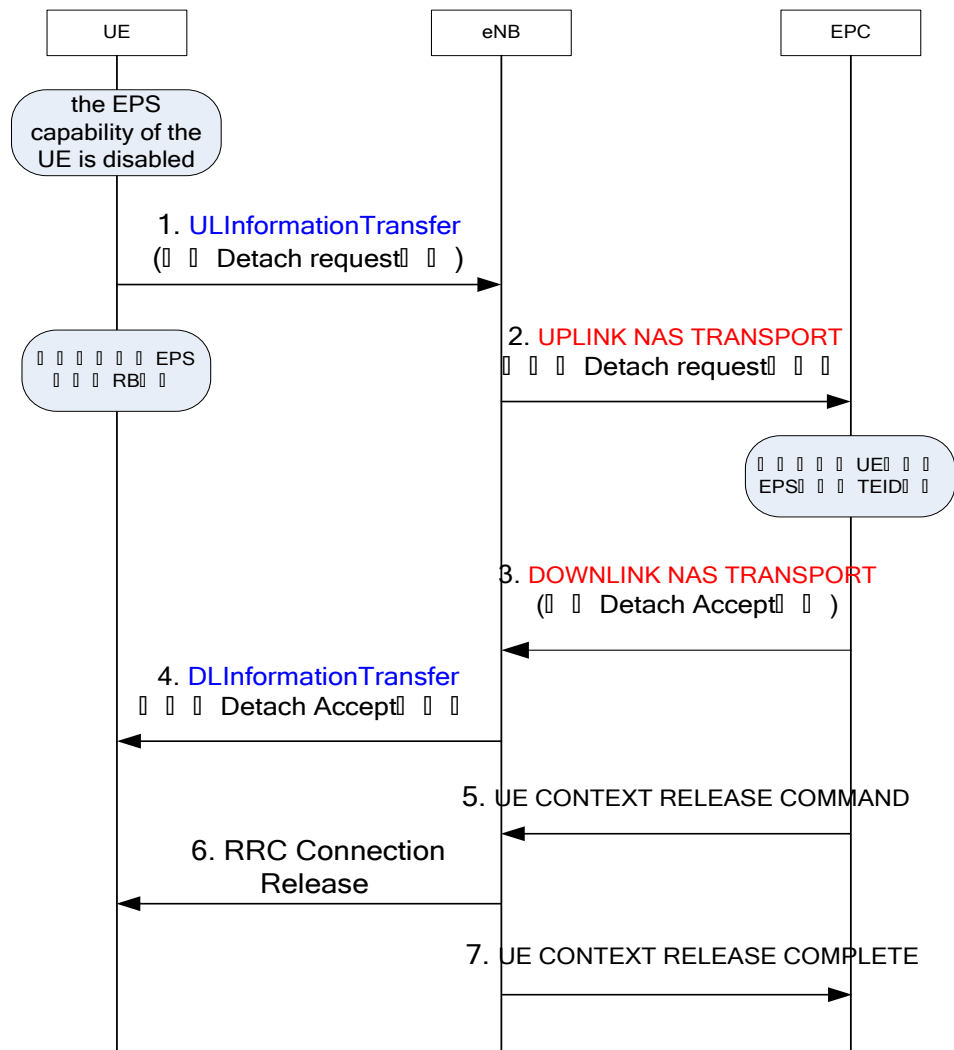 UE
eNB
EPC
the EPS
capability of the
UE is disabled
1. ULInformationTransfer
( Detach request )
2. UPLINK NAS TRANSPORT
Detach request
EPS
RB
UE
EPS TEID
3. DOWNLINK NAS TRANSPORT
( Detach Accept )
4. DLInformationTransfer
Detach Accept
5. UE CONTEXT RELEASE COMMAND
6. RRC Connection
Release
7. UE CONTEXT RELEASE COMPLETE